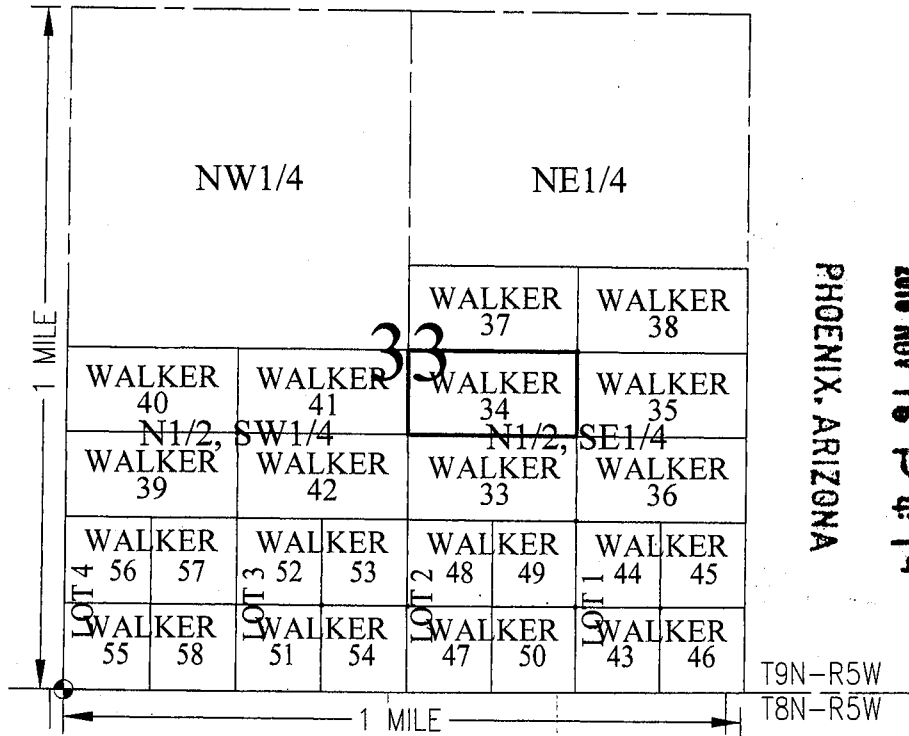 NW1/4
NE1/4
WALKER
37
WALKER
38
33
WALKER
40
WALKER
41
WALKER
34
WALKER
35
N1/2, SW1/4
N1/2, SE1/4
WALKER
39
WALKER
42
WALKER
33
WALKER
36
WALKER
56 57
WALKER
52 53
WALKER
48 49
WALKER
44 45
LOT 4
LOT 3
LOT 2
LOT 1
WALKER
55 58
WALKER
51 54
WALKER
47 50
WALKER
43 46
T9N-R5W
T8N-R5W
1 MILE
1 MILE
PHOENIX, ARIZONA